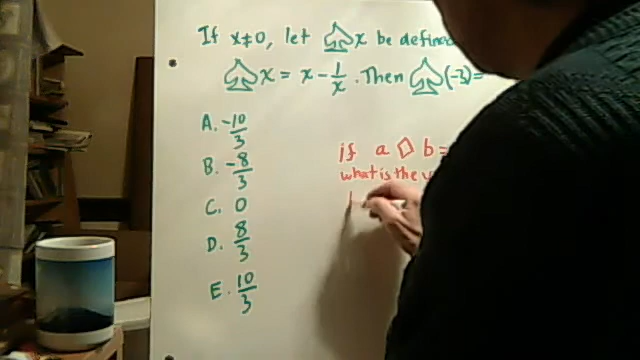 If x≠0, let ♤x be define
♤x = x - 1/x. Then ♤(-3)=
A. -10/3
B. -8/3
C. 0
D. 8/3
E. 10/3
if a ◇ b =
what is the